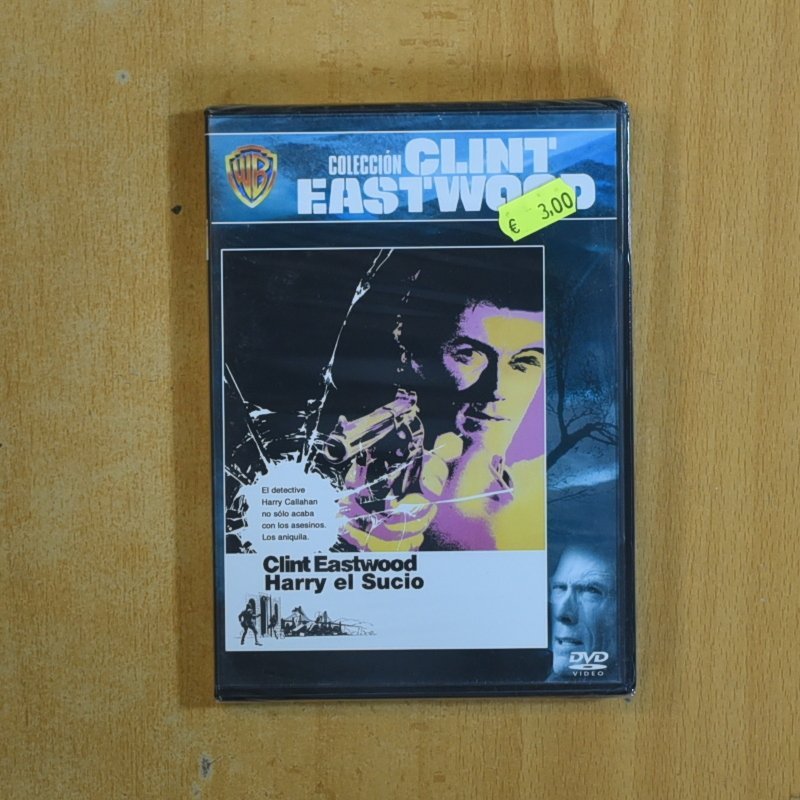 WB
COLECCIÓN CLINT
EASTWOOD
€ 3,00
El detective
Harry Callahan
no sólo acaba
con los asesinos.
Los aniquila.
Clint Eastwood
Harry el Sucio
DVD
VIDEO